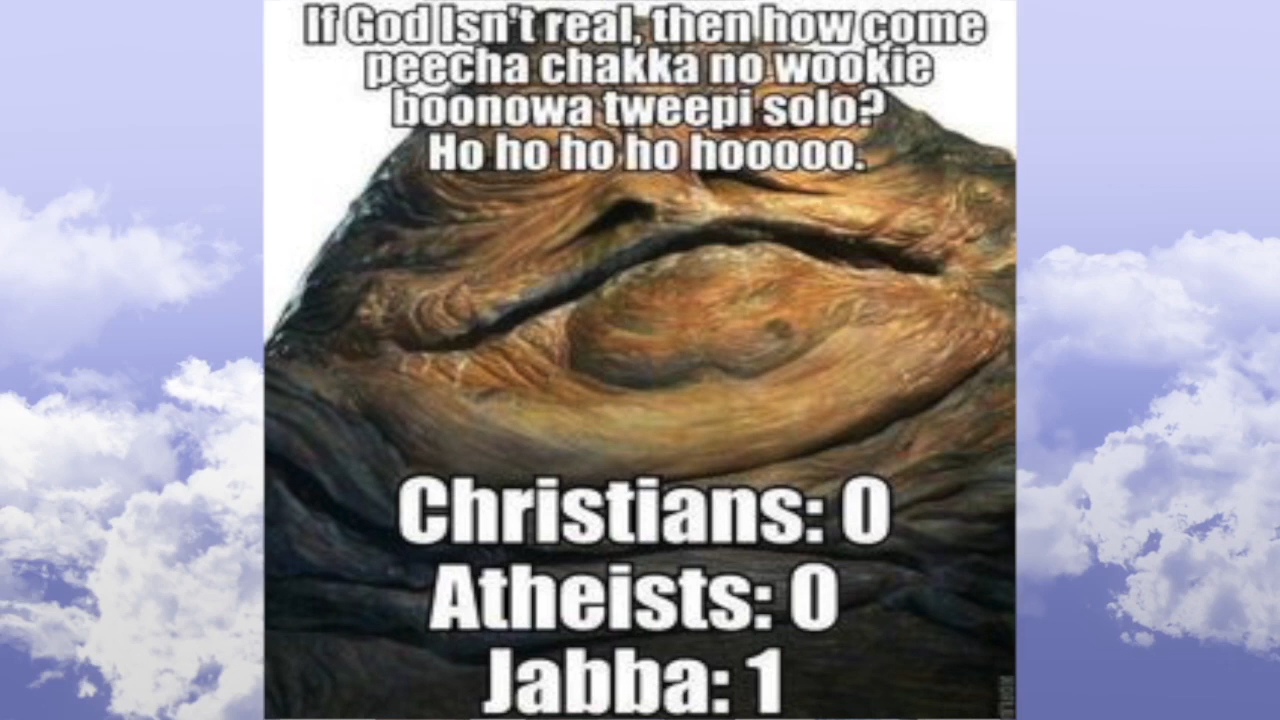 If God Isn't real, then how come
peecha chakka no wookie
boonowa tweepi solo?
Ho ho ho ho hooooo.
Christians: 0
Atheists: 0
Jabba: 1